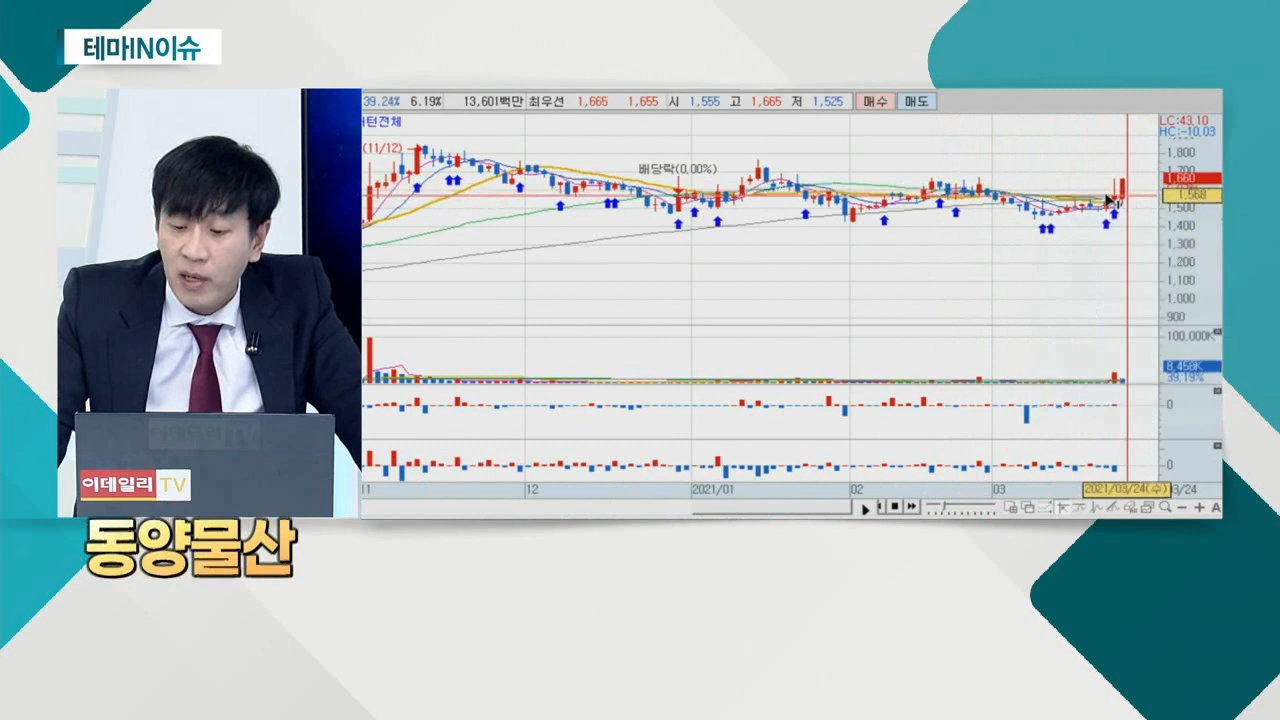 테마IN이슈
39.24% 6.19% 13,601백만 최우선 1,665 1,655 시 1,555 고 1,665 저 1,525 매수 매도
턴전체
LC:43.10
HC:-10.03
(11/12)
배당락(0.00%)
1,800
1,660
1,568
1,500
1,400
1,300
1,200
1,100
1,000
900
100,000K
8,458K
39.19%
0
0
11 12 2021/01 02 03 2021/03/24(수) 3/24
A
이데일리 TV
동양물산